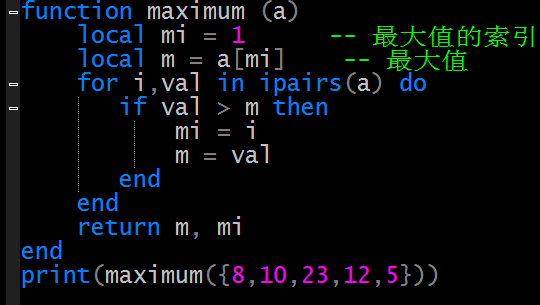 function maximum (a)
    local mi = 1      -- 最大值的索引
    local m = a[mi]    -- 最大值
    for i,val in ipairs(a) do
        if val > m then
            mi = i
            m = val
        end
    end
    return m, mi
end
print(maximum({8,10,23,12,5}))